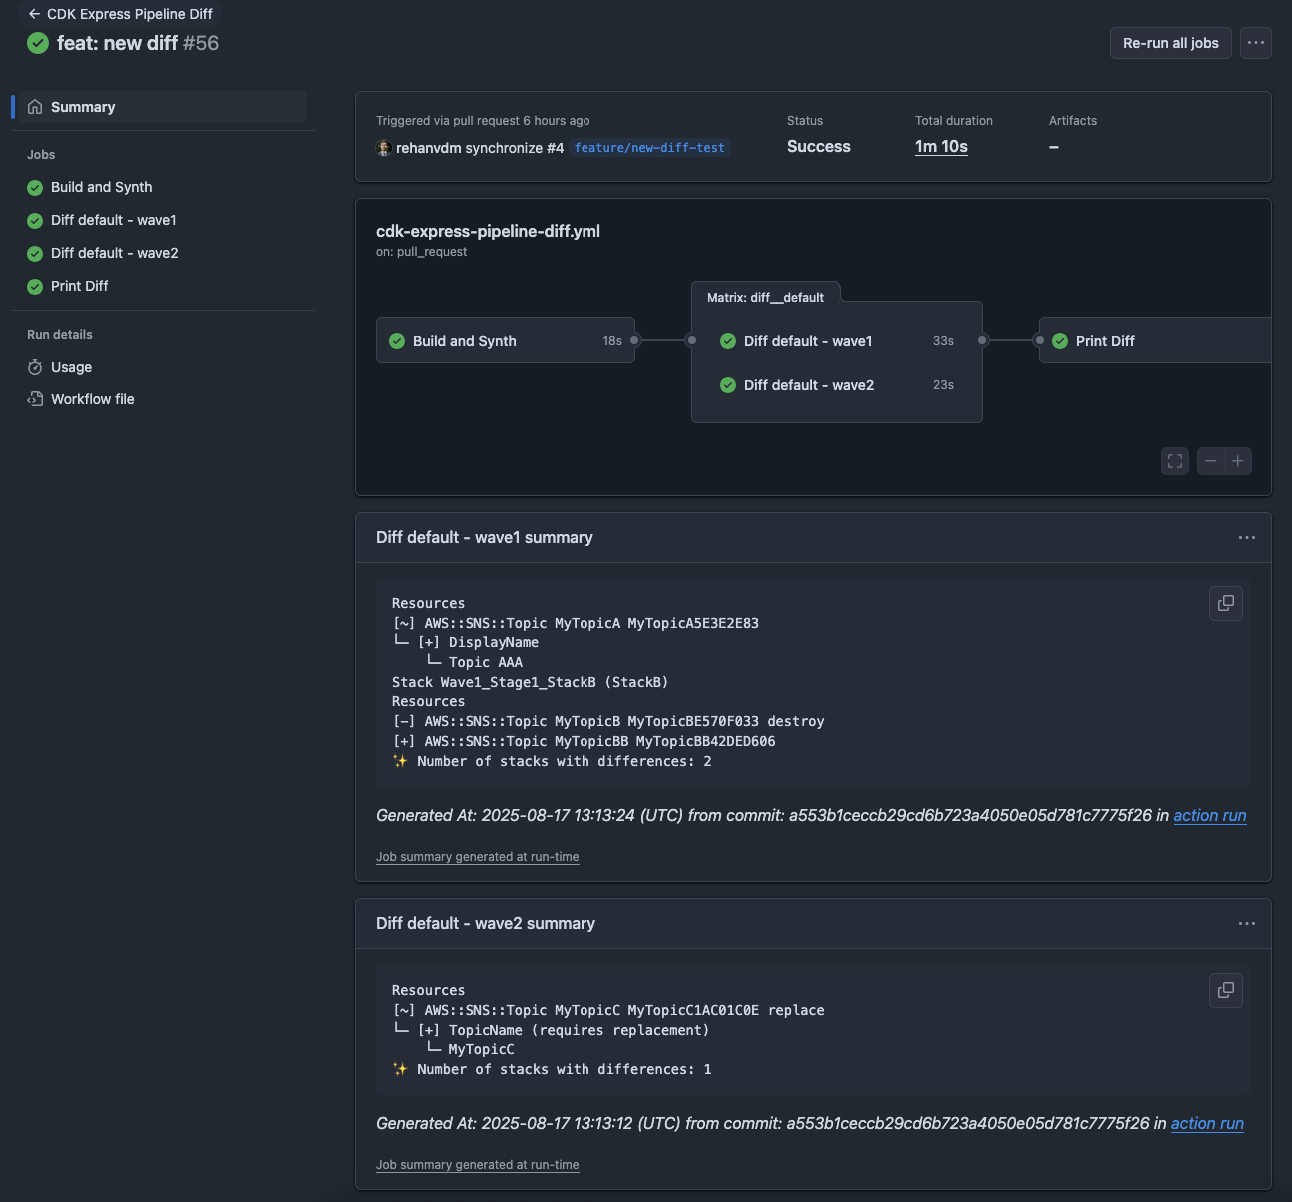 CDK Express Pipeline Diff
feat: new diff #56
Re-run all jobs
Summary
Jobs
Build and Synth
Diff default - wave1
Diff default - wave2
Print Diff
Run details
Usage
Workflow file
Triggered via pull request 6 hours ago
rehanvdm synchronize #4 feature/new-diff-test
Status
Success
Total duration
1m 10s
Artifacts
–
cdk-express-pipeline-diff.yml
on: pull_request
Build and Synth 18s
Matrix: diff__default
Diff default - wave1 33s
Diff default - wave2 23s
Print Diff
Diff default - wave1 summary
Resources
[~] AWS::SNS::Topic MyTopicA MyTopicA5E3E2E83
└─ [+] DisplayName
    └─ Topic AAA
Stack Wave1_Stage1_StackB (StackB)
Resources
[-] AWS::SNS::Topic MyTopicB MyTopicBE570F033 destroy
[+] AWS::SNS::Topic MyTopicBB MyTopicBB42DED606
✨ Number of stacks with differences: 2
Generated At: 2025-08-17 13:13:24 (UTC) from commit: a553b1ceccb29cd6b723a4050e05d781c7775f26 in action run
Job summary generated at run-time
Diff default - wave2 summary
Resources
[~] AWS::SNS::Topic MyTopicC MyTopicC1AC01C0E replace
└─ [+] TopicName (requires replacement)
    └─ MyTopicC
✨ Number of stacks with differences: 1
Generated At: 2025-08-17 13:13:12 (UTC) from commit: a553b1ceccb29cd6b723a4050e05d781c7775f26 in action run
Job summary generated at run-time